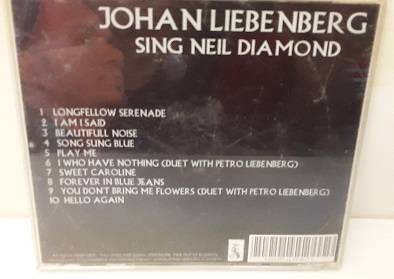 JOHAN LIEBENBERG
SING NEIL DIAMOND
1 LONGFELLOW SERENADE
2 I AM I SAID
3 BEAUTIFULL NOISE
4 SONG SUNG BLUE
5 PLAY ME
6 I WHO HAVE NOTHING (DUET WITH PETRO LIEBENBERG)
7 SWEET CAROLINE
8 FOREVER IN BLUE JEANS
9 YOU DON'T BRING ME FLOWERS (DUET WITH PETRO LIEBENBERG)
10 HELLO AGAIN